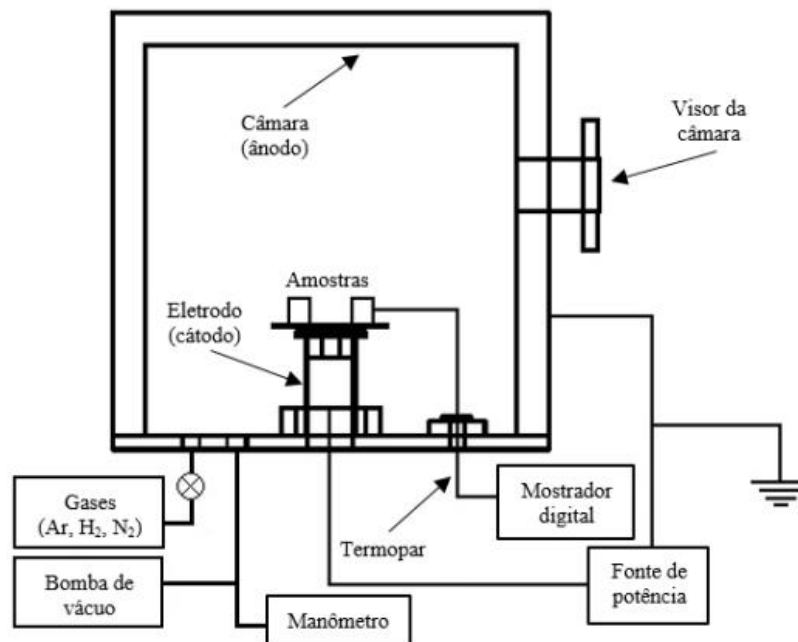 Câmara
(ânodo)
Visor da
câmara
Amostras
Eletrodo
(cátodo)
Gases
(Ar, H₂, N₂)
Mostrador
digital
Termopar
Bomba de
vácuo
Manômetro
Fonte de
potência